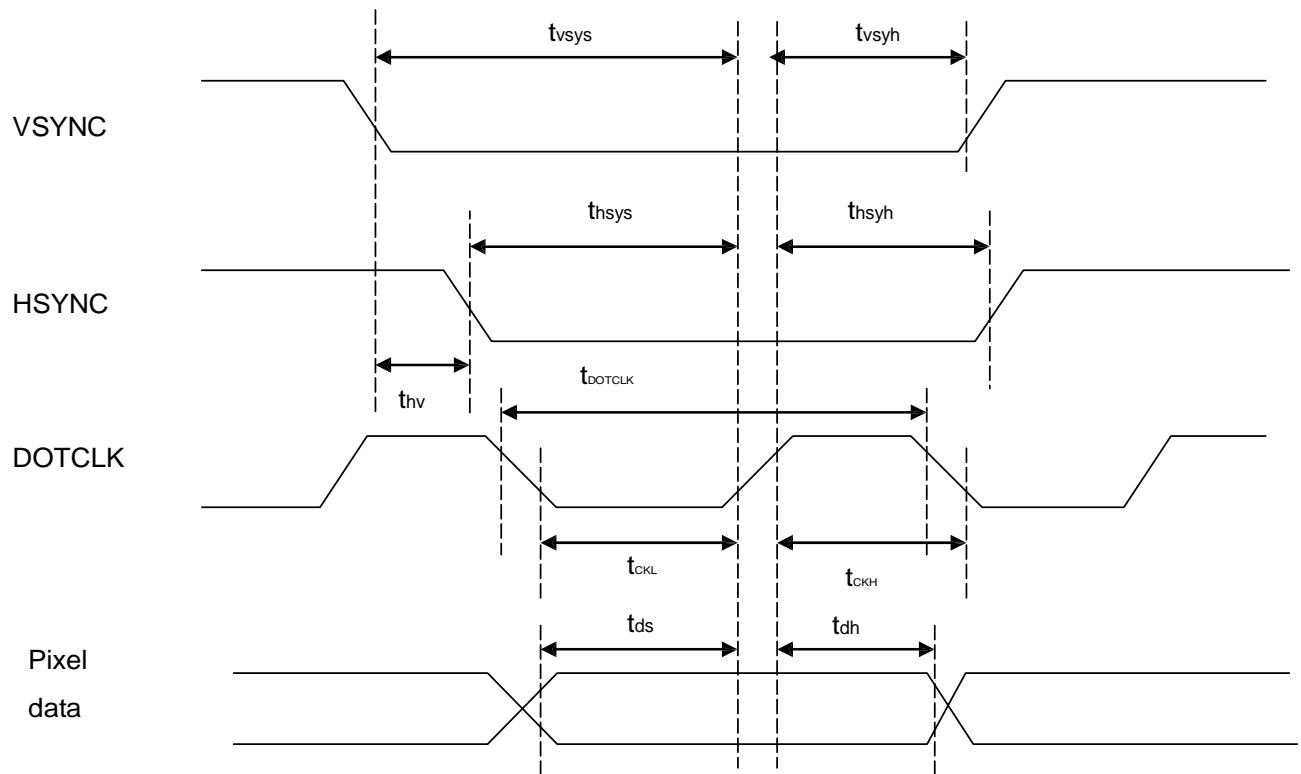 tvsys tvsyh
VSYNC
thsys thsyh
HSYNC
tDOTCLK
thv
DOTCLK
tCKL tCKH
tds tdh
Pixel
data